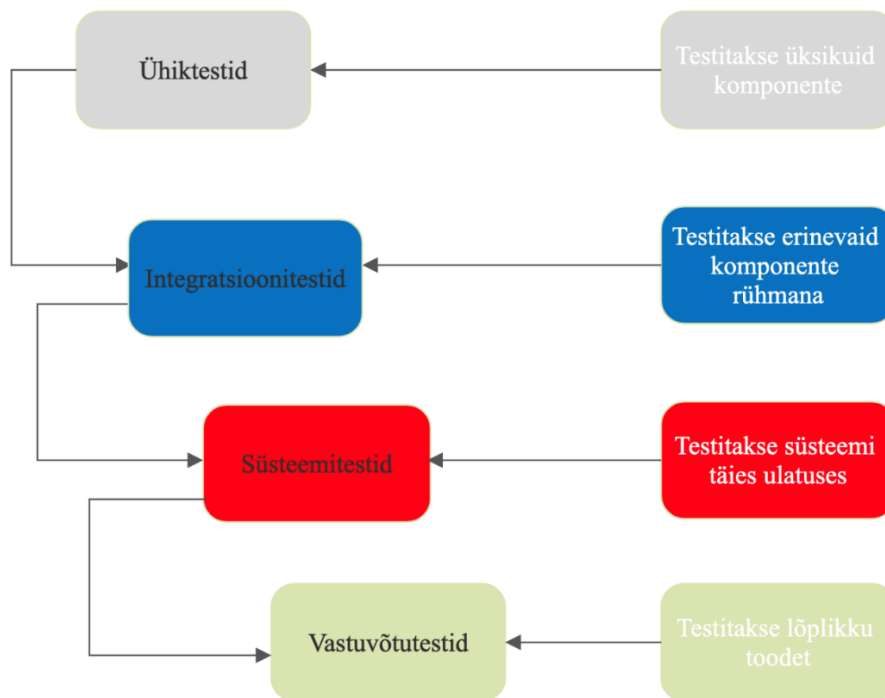 Ühiktestid
Testitakse üksikuid
komponente
Integratsioonitestid
Testitakse erinevaid
komponente
rühmana
Süsteemitestid
Testitakse süsteemi
täies ulatuses
Vastuvõtutestid
Testitakse lõplikku
toodet